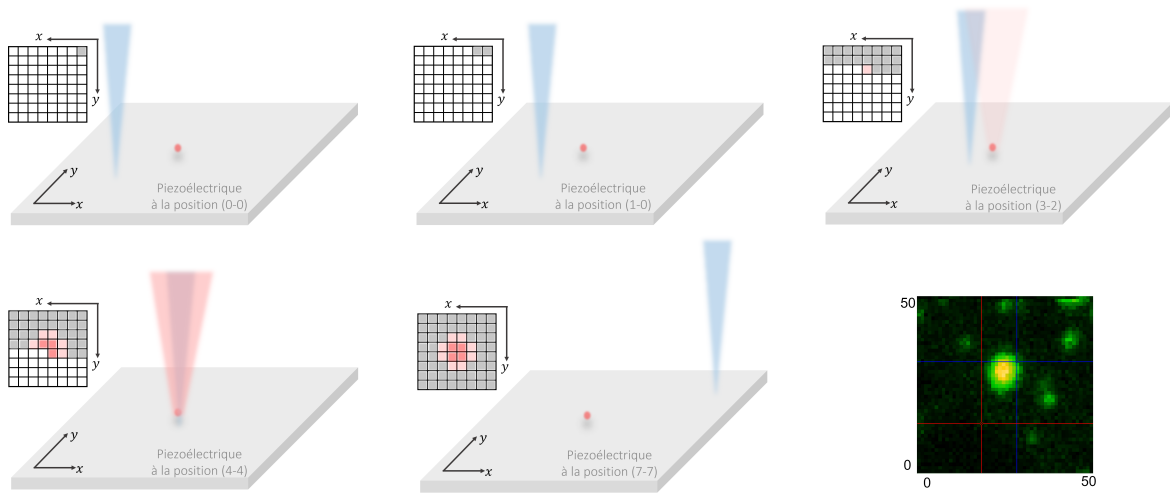 x
y
y
x
Piezoélectrique
à la position (0-0)
x
y
y
x
Piezoélectrique
à la position (1-0)
x
y
y
x
Piezoélectrique
à la position (3-2)
x
y
y
x
Piezoélectrique
à la position (4-4)
x
y
y
x
Piezoélectrique
à la position (7-7)
50
0
0
50